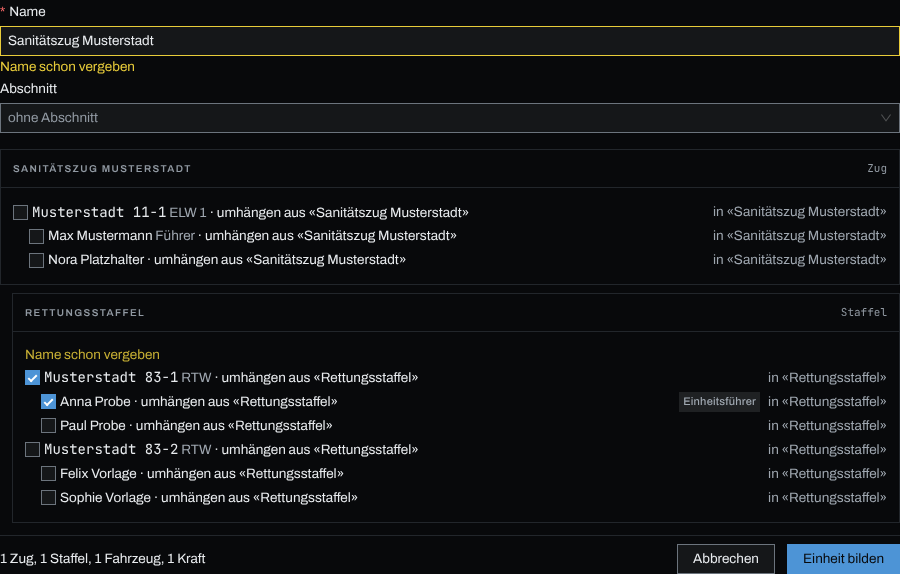 * Name
Sanitätszug Musterstadt
Name schon vergeben
Abschnitt
ohne Abschnitt
SANITÄTSZUG MUSTERSTADT Zug
Musterstadt 11-1 ELW 1 · umhängen aus «Sanitätszug Musterstadt» in «Sanitätszug Musterstadt»
Max Mustermann Führer · umhängen aus «Sanitätszug Musterstadt» in «Sanitätszug Musterstadt»
Nora Platzhalter · umhängen aus «Sanitätszug Musterstadt» in «Sanitätszug Musterstadt»
RETTUNGSSTAFFEL Staffel
Name schon vergeben
Musterstadt 83-1 RTW · umhängen aus «Rettungsstaffel» in «Rettungsstaffel»
Anna Probe · umhängen aus «Rettungsstaffel» Einheitsführer in «Rettungsstaffel»
Paul Probe · umhängen aus «Rettungsstaffel» in «Rettungsstaffel»
Musterstadt 83-2 RTW · umhängen aus «Rettungsstaffel» in «Rettungsstaffel»
Felix Vorlage · umhängen aus «Rettungsstaffel» in «Rettungsstaffel»
Sophie Vorlage · umhängen aus «Rettungsstaffel» in «Rettungsstaffel»
1 Zug, 1 Staffel, 1 Fahrzeug, 1 Kraft Abbrechen Einheit bilden